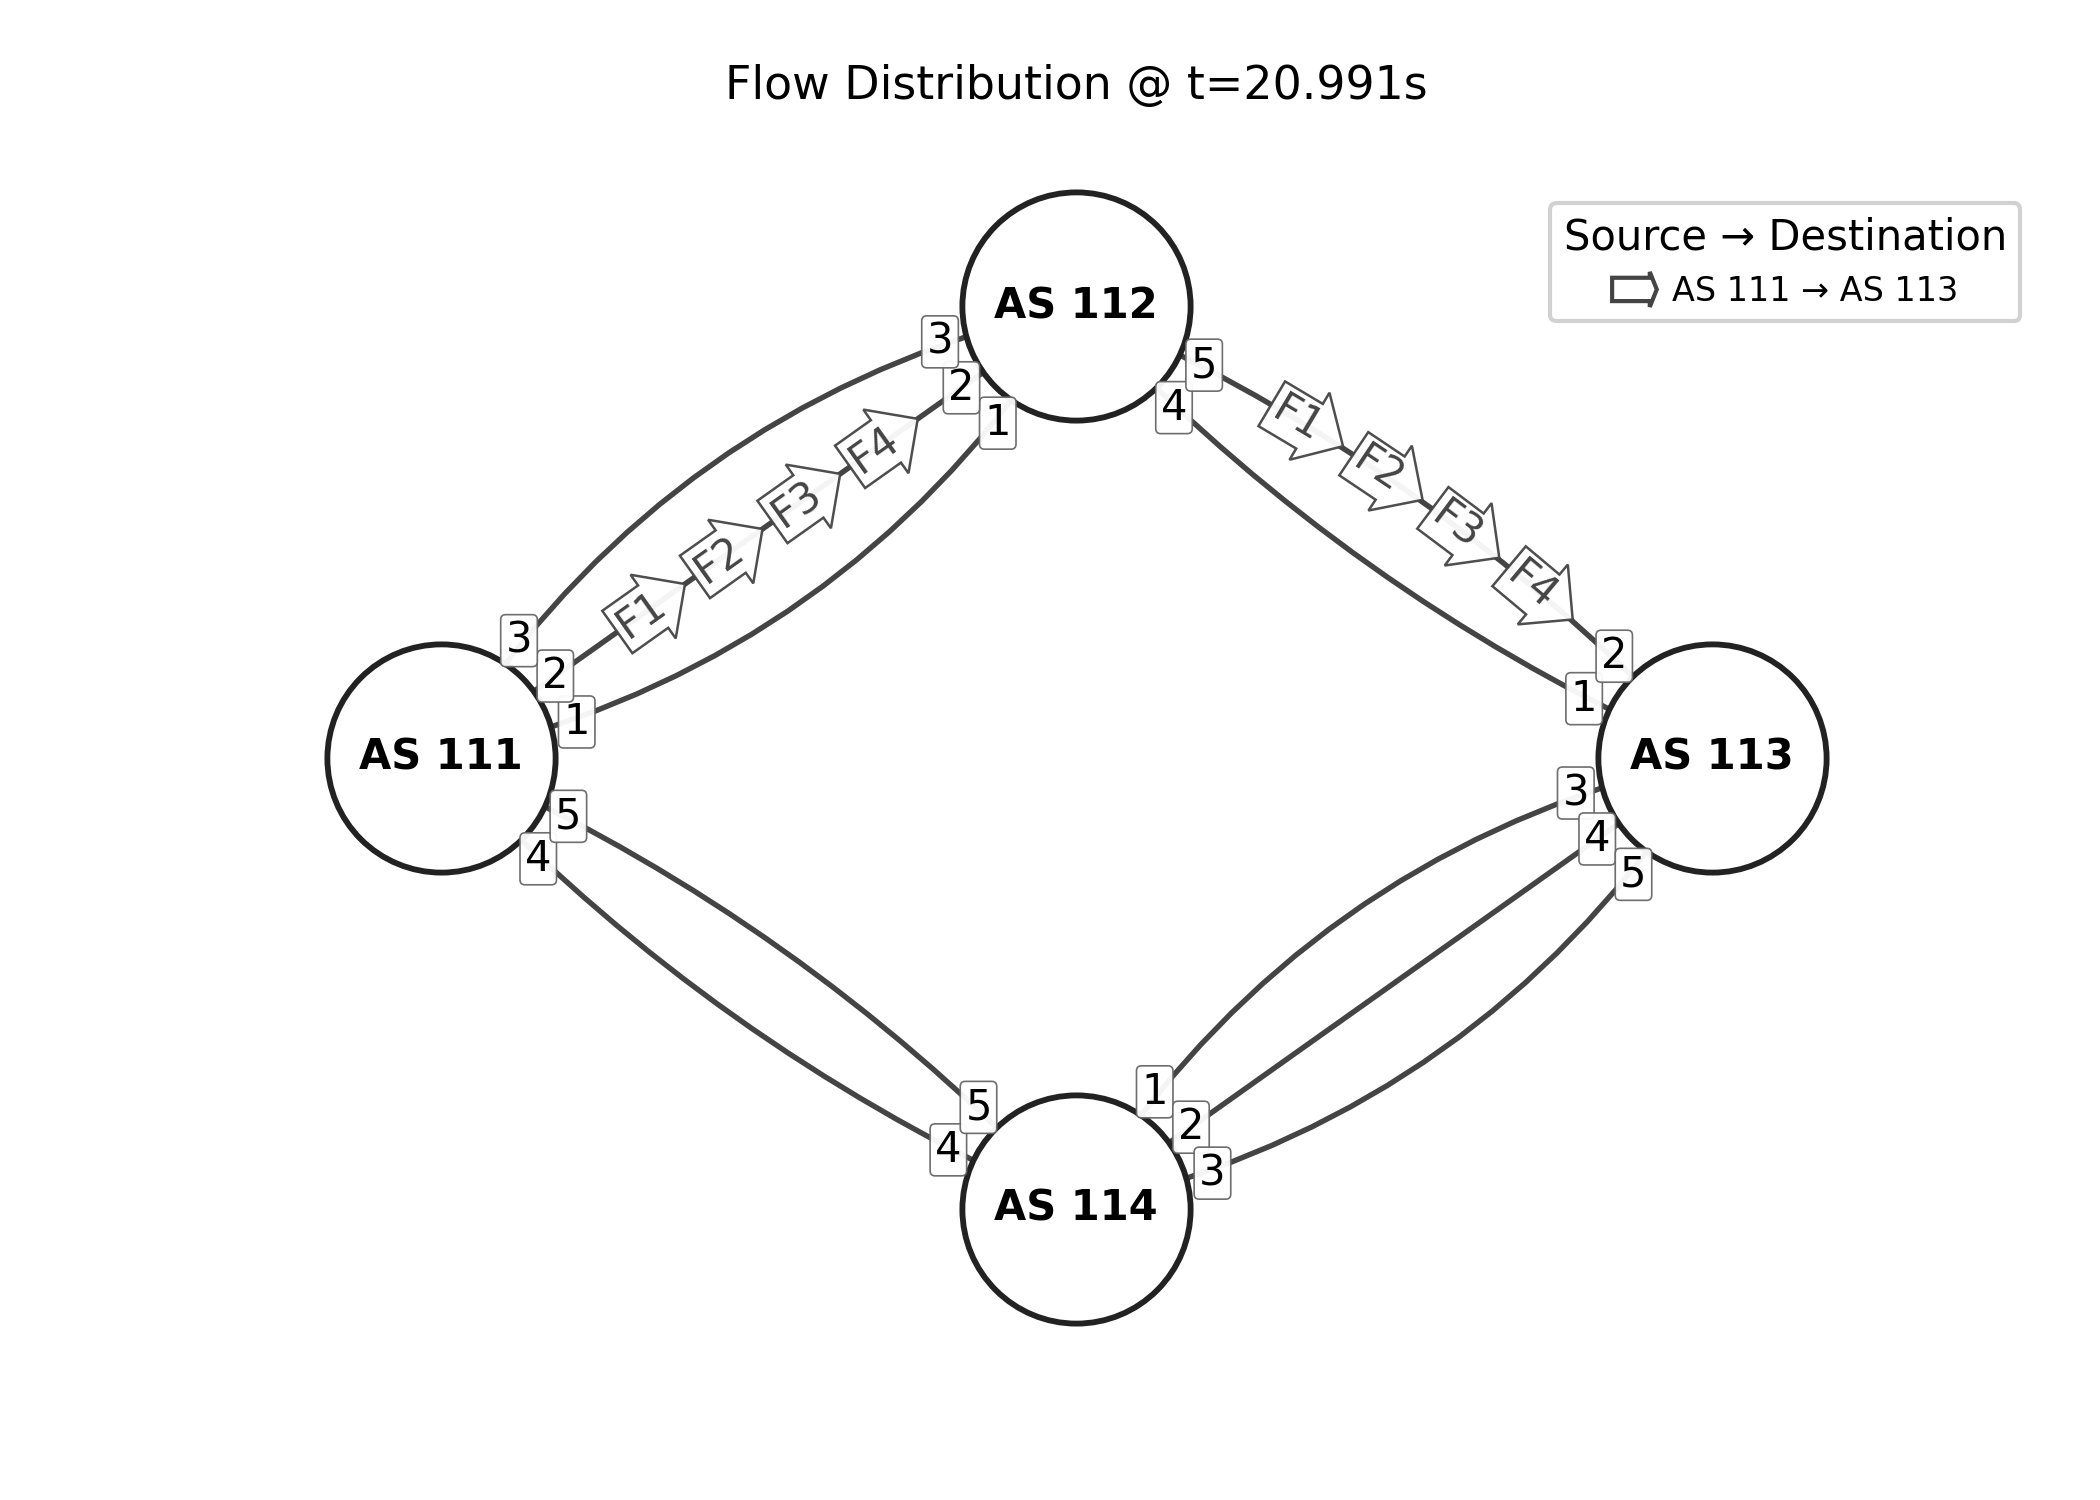 Flow Distribution @ t=20.991s
Source → Destination
AS 111 → AS 113
AS 112
3
2
1
5
4
F1
F2
F3
F4
F4
F3
F2
F1
3
2
1
2
1
AS 111
AS 113
5
4
3
4
5
1
2
3
5
4
AS 114